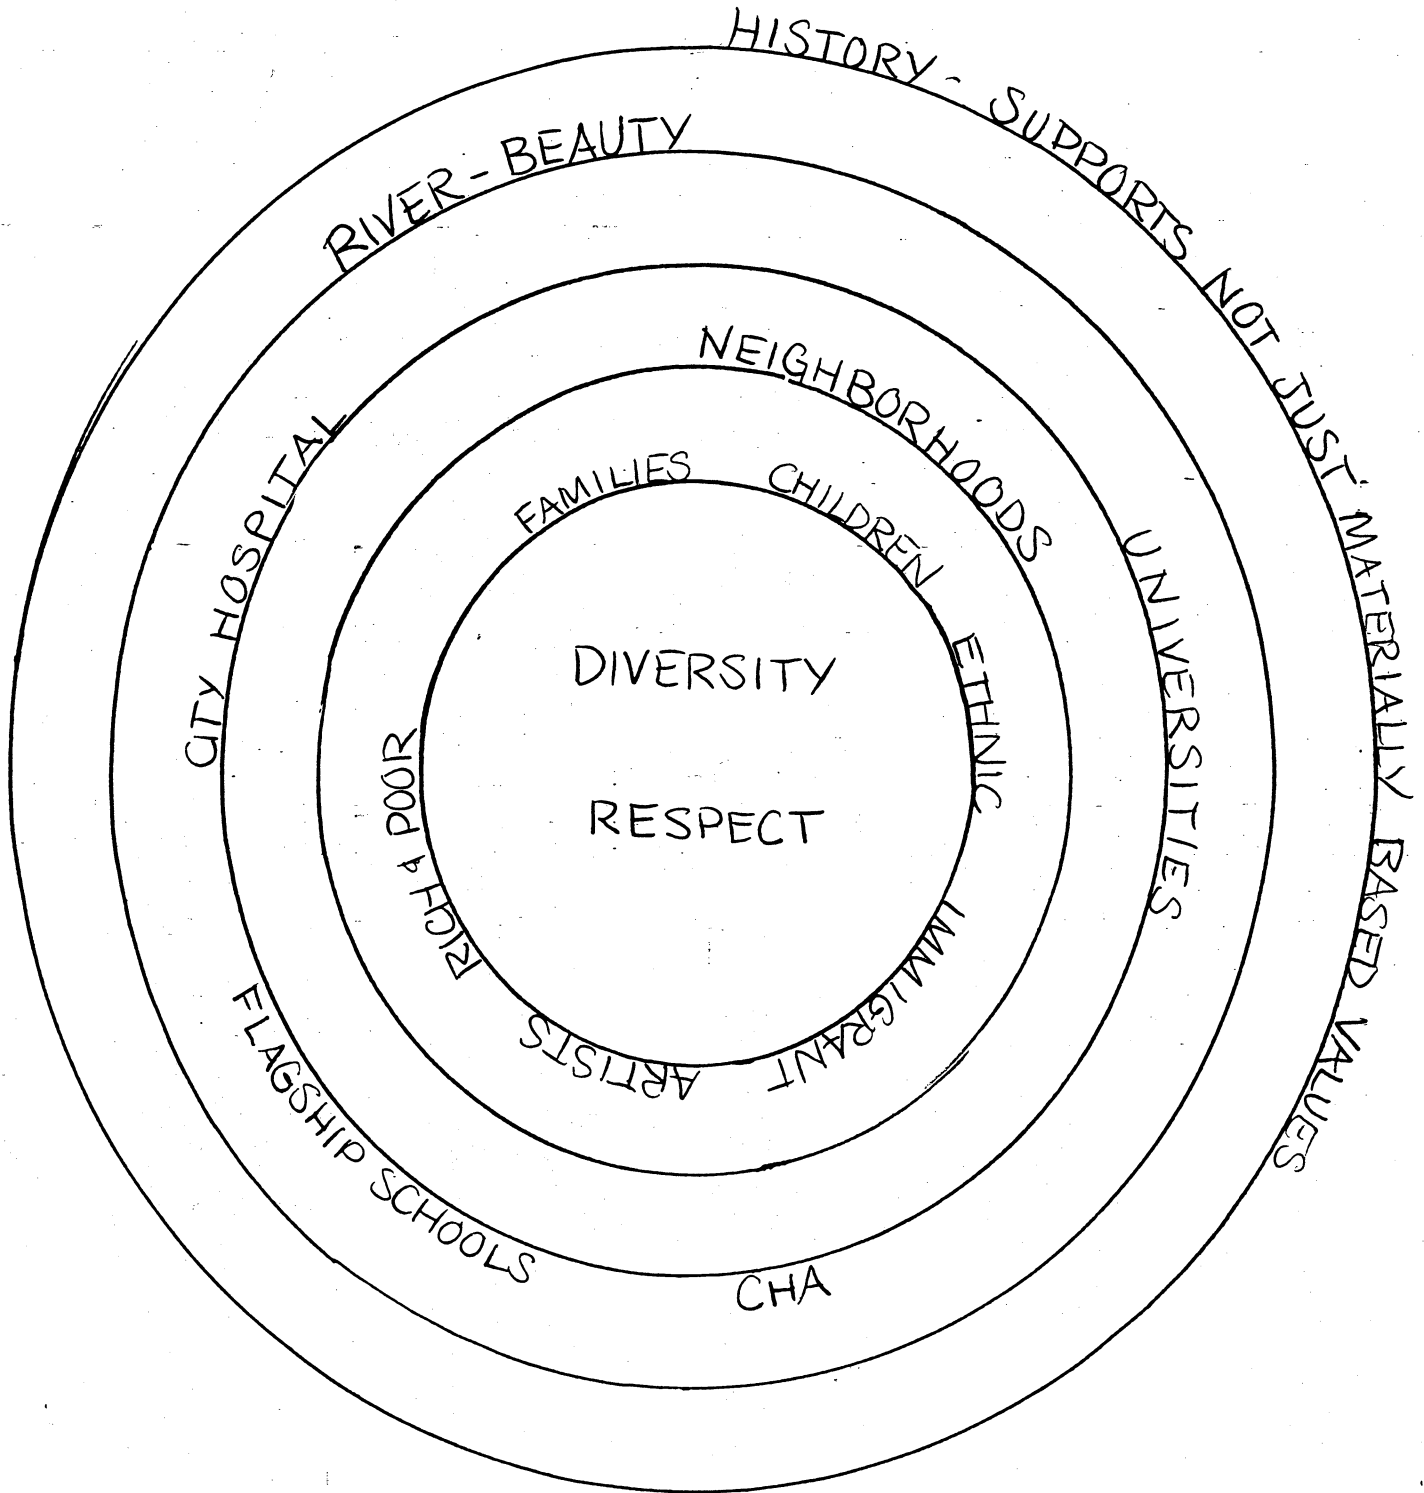 HISTORY - SUPPORTS NOT JUST MATERIALLY BASED VALUES
RIVER - BEAUTY
CITY HOSPITAL
UNIVERSITIES
CHA
FLAGSHIP SCHOOLS
NEIGHBORHOODS
FAMILIES
CHILDREN
ETHNIC
IMMIGRANT
ARTISTS
RICH & POOR
DIVERSITY
RESPECT